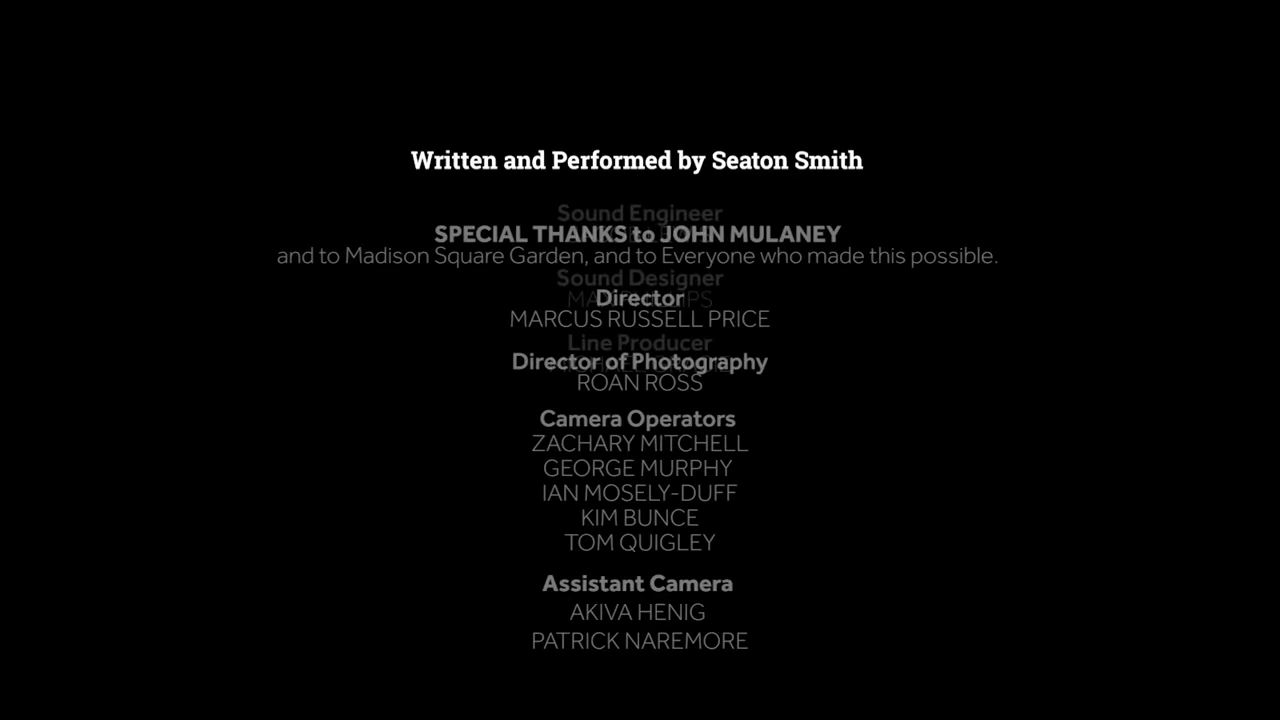 Written and Performed by Seaton Smith
Sound Engineer
SPECIAL THANKS to JOHN MULANEY
and to Madison Square Garden, and to Everyone who made this possible.
Sound Designer
Director
MARCUS RUSSELL PRICE
Line Producer
Director of Photography
ROAN ROSS
Camera Operators
ZACHARY MITCHELL
GEORGE MURPHY
IAN MOSELY-DUFF
KIM BUNCE
TOM QUIGLEY
Assistant Camera
AKIVA HENIG
PATRICK NAREMORE